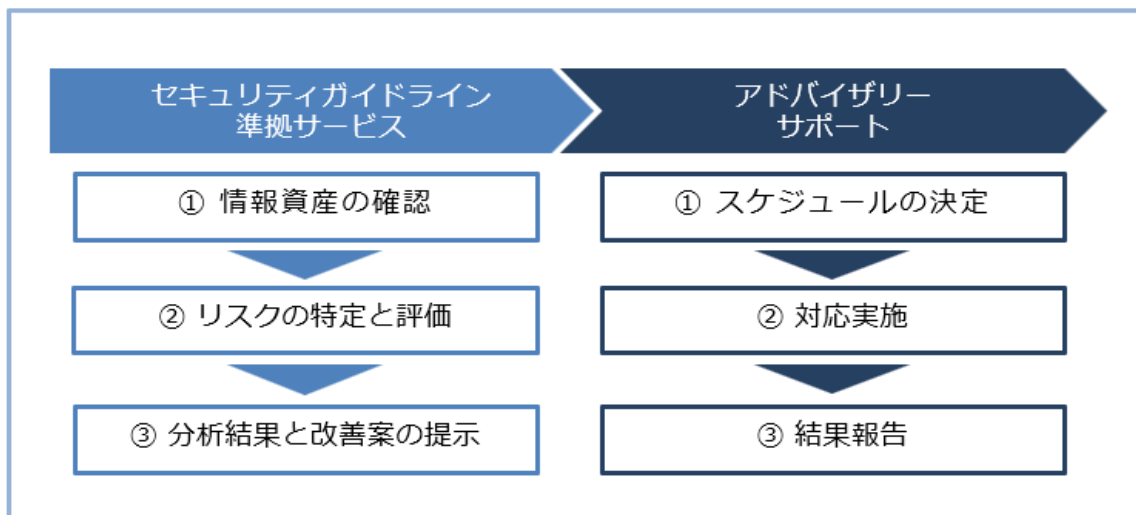 セキュリティガイドライン
準拠サービス
アドバイザリー
サポート
① 情報資産の確認
② リスクの特定と評価
③ 分析結果と改善案の提示
① スケジュールの決定
② 対応実施
③ 結果報告